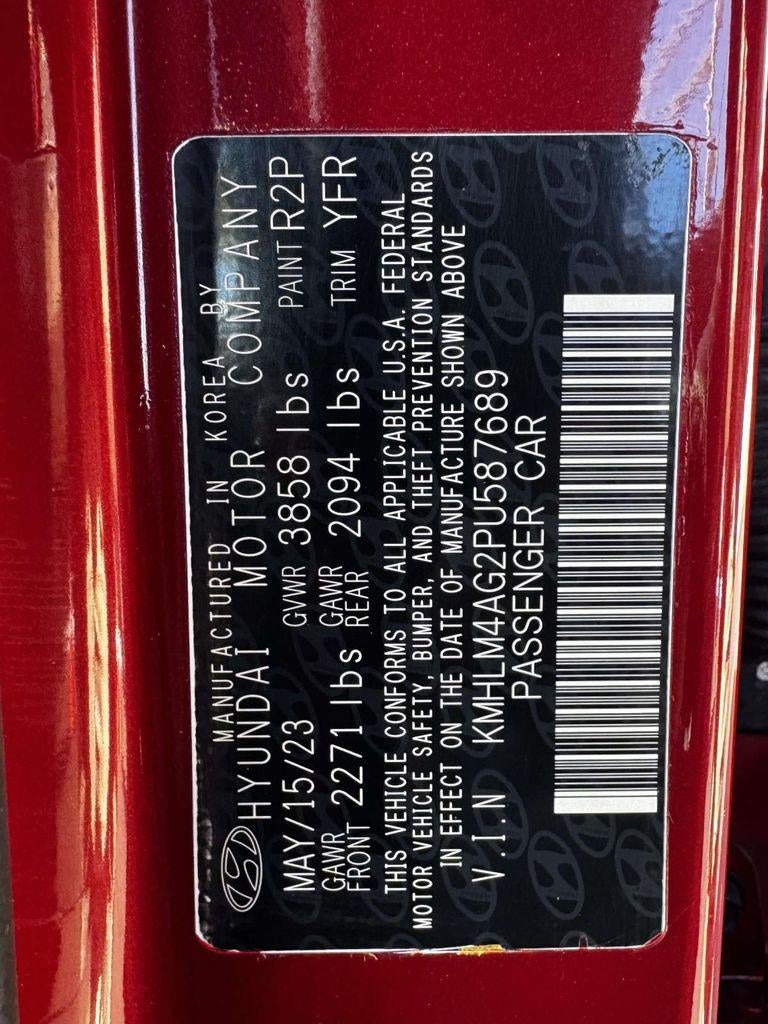 MANUFACTURED IN KOREA BY
HYUNDAI MOTOR COMPANY
MAY/15/23 GVWR 3858 lbs PAINT R2P
GAWR FRONT 2271 lbs GAWR REAR 2094 lbs TRIM YFR
THIS VEHICLE CONFORMS TO ALL APPLICABLE U.S.A. FEDERAL
MOTOR VEHICLE SAFETY, BUMPER, AND THEFT PREVENTION STANDARDS
IN EFFECT ON THE DATE OF MANUFACTURE SHOWN ABOVE
V.I.N KMHLM4AG2PU587689
PASSENGER CAR